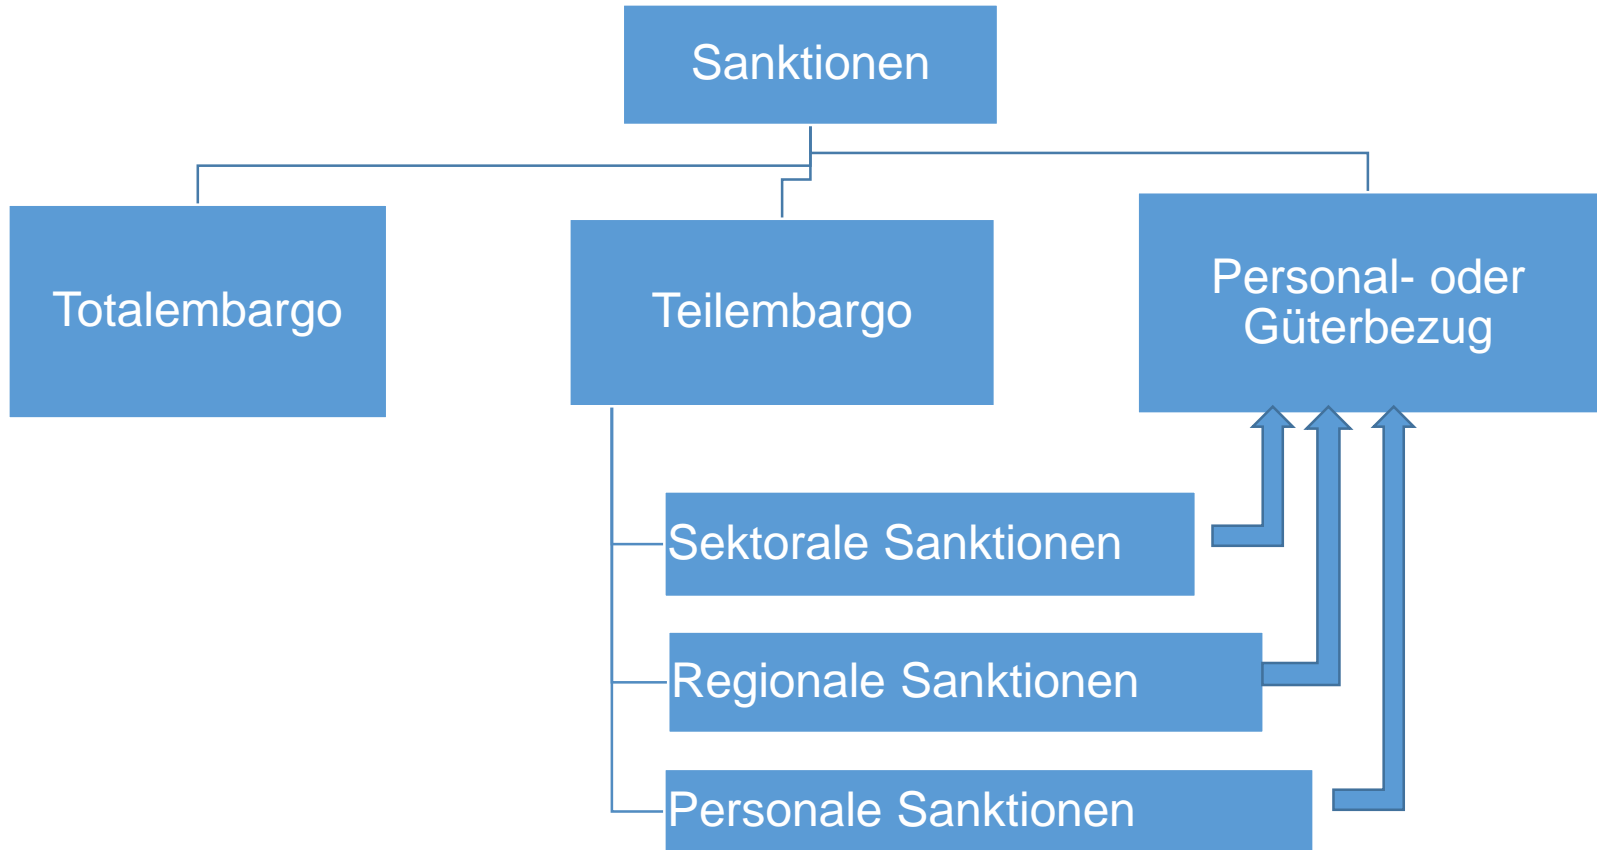 Sanktionen
Totalembargo
Teilembargo
Personal- oder
Güterbezug
Sektorale Sanktionen
Regionale Sanktionen
Personale Sanktionen